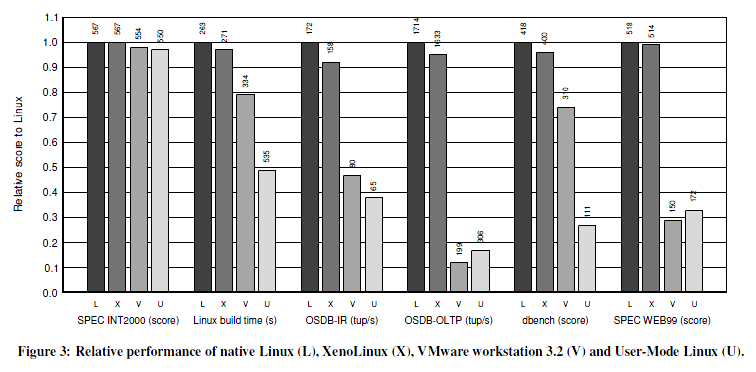 1.1
1.0
0.9
0.8
0.7
0.6
0.5
0.4
0.3
0.2
0.1
0.0
Relative score to Linux
567 567 554 550
263 271 334 535
172 158 80 65
1714 1633 199 306
418 400 310 111
518 514 150 172
L X V U L X V U L X V U L X V U L X V U L X V U
SPEC INT2000 (score) Linux build time (s) OSDB-IR (tup/s) OSDB-OLTP (tup/s) dbench (score) SPEC WEB99 (score)
Figure 3: Relative performance of native Linux (L), XenoLinux (X), VMware workstation 3.2 (V) and User-Mode Linux (U).